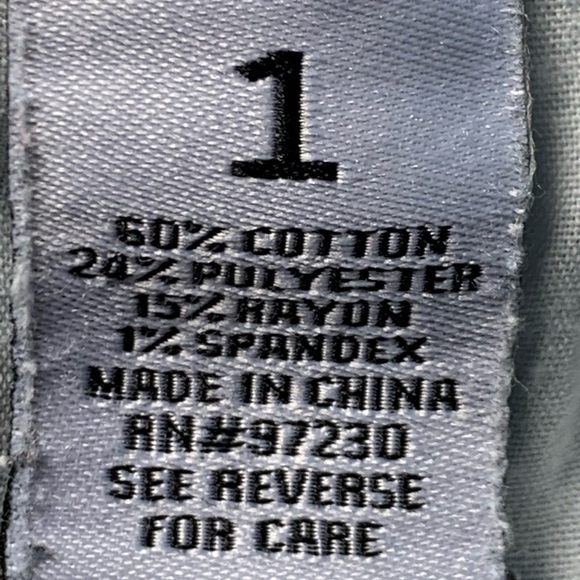 1
60% COTTON
24% POLYESTER
15% RAYON
1% SPANDEX
MADE IN CHINA
RN#97230
SEE REVERSE
FOR CARE